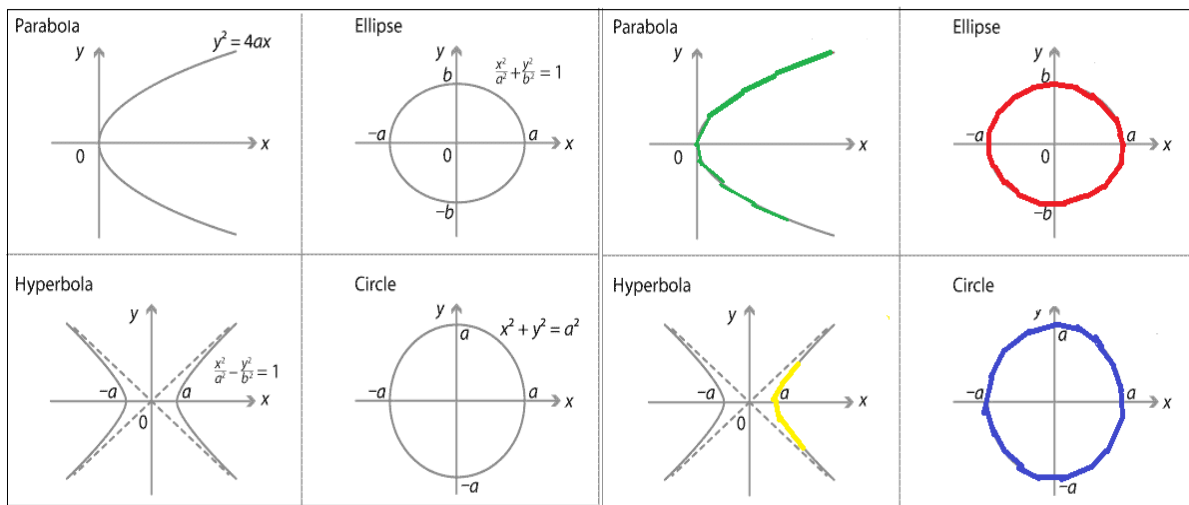 Parabola
y² = 4ax
y
0
x
Ellipse
y
b
x²/a² + y²/b² = 1
−a
a
x
0
−b
Parabola
y
0
x
Ellipse
y
b
−a
a
x
0
−b
Hyperbola
y
x²/a² − y²/b² = 1
−a
a
x
0
Circle
y
a
x² + y² = a²
−a
a
x
−a
Hyperbola
y
−a
a
x
0
Circle
y
a
−a
a
x
−a